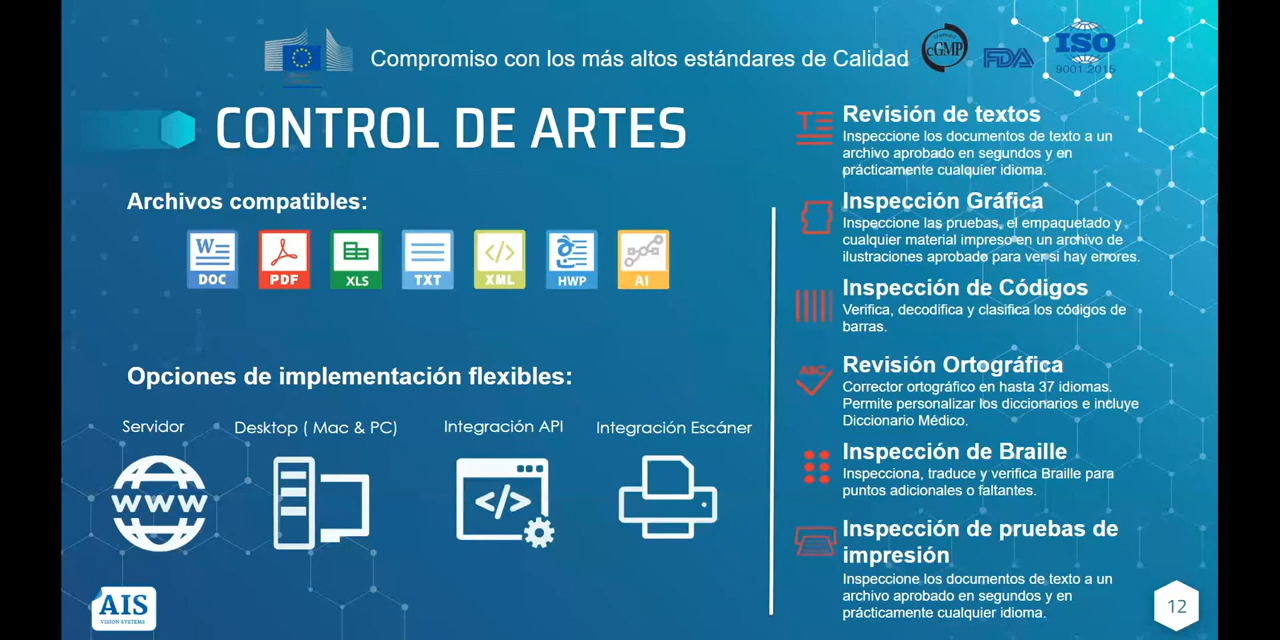 Compromiso con los más altos estándares de Calidad
cGMP
FDA
ISO
9001:2015
CONTROL DE ARTES
Archivos compatibles:
W
DOC
PDF
XLS
TXT
</>
XML
HWP
AI
Opciones de implementación flexibles:
Servidor
Desktop ( Mac & PC)
Integración API
Integración Escáner
WWW
</>
AIS
VISION SYSTEMS
Revisión de textos
Inspeccione los documentos de texto a un
archivo aprobado en segundos y en
prácticamente cualquier idioma.
Inspección Gráfica
Inspeccione las pruebas, el empaquetado y
cualquier material impreso en un archivo de
ilustraciones aprobado para ver si hay errores.
Inspección de Códigos
Verifica, decodifica y clasifica los códigos de
barras.
ABC
Revisión Ortográfica
Corrector ortográfico en hasta 37 idiomas.
Permite personalizar los diccionarios e incluye
Diccionario Médico.
Inspección de Braille
Inspecciona, traduce y verifica Braille para
puntos adicionales o faltantes.
Inspección de pruebas de
impresión
Inspeccione los documentos de texto a un
archivo aprobado en segundos y en
prácticamente cualquier idioma.
12